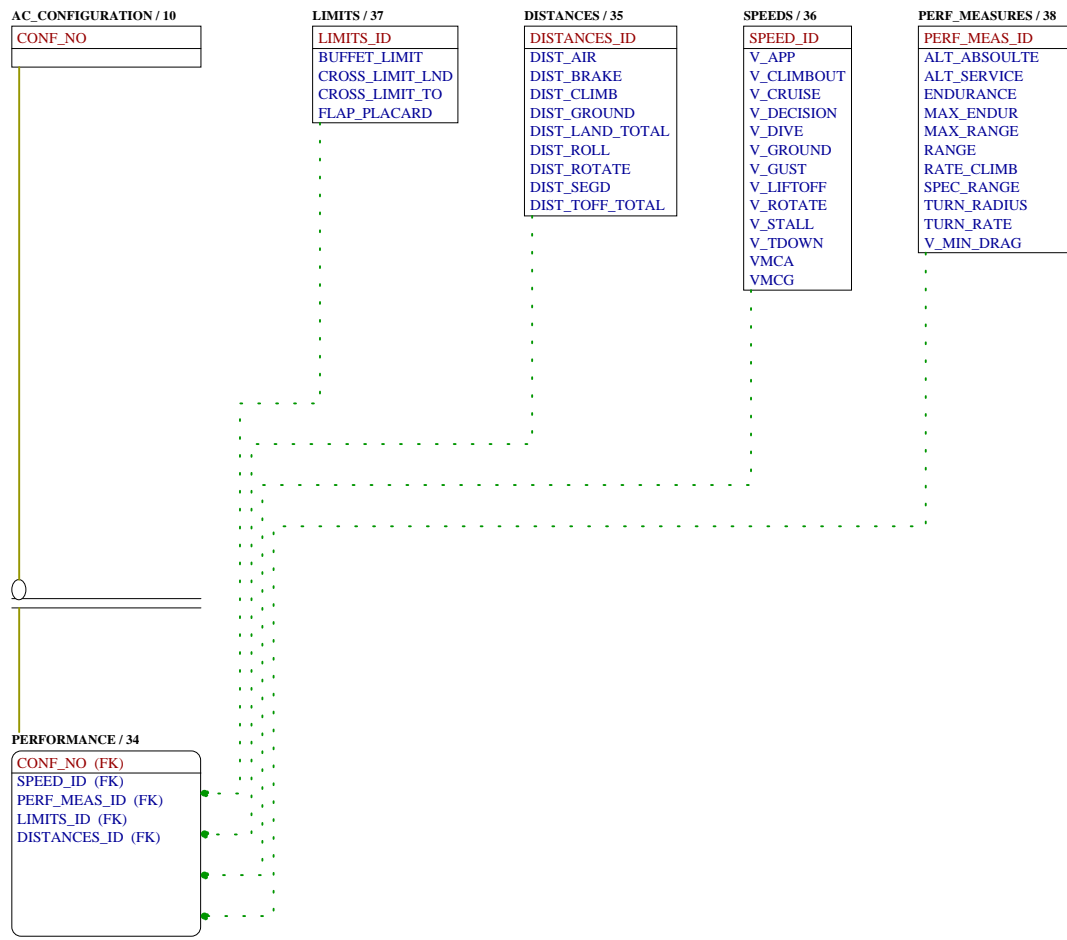 AC_CONFIGURATION / 10
CONF_NO
LIMITS / 37
LIMITS_ID
BUFFET_LIMIT
CROSS_LIMIT_LND
CROSS_LIMIT_TO
FLAP_PLACARD
DISTANCES / 35
DISTANCES_ID
DIST_AIR
DIST_BRAKE
DIST_CLIMB
DIST_GROUND
DIST_LAND_TOTAL
DIST_ROLL
DIST_ROTATE
DIST_SEGD
DIST_TOFF_TOTAL
SPEEDS / 36
SPEED_ID
V_APP
V_CLIMBOUT
V_CRUISE
V_DECISION
V_DIVE
V_GROUND
V_GUST
V_LIFTOFF
V_ROTATE
V_STALL
V_TDOWN
VMCA
VMCG
PERF_MEASURES / 38
PERF_MEAS_ID
ALT_ABSOULTE
ALT_SERVICE
ENDURANCE
MAX_ENDUR
MAX_RANGE
RANGE
RATE_CLIMB
SPEC_RANGE
TURN_RADIUS
TURN_RATE
V_MIN_DRAG
PERFORMANCE / 34
CONF_NO (FK)
SPEED_ID (FK)
PERF_MEAS_ID (FK)
LIMITS_ID (FK)
DISTANCES_ID (FK)